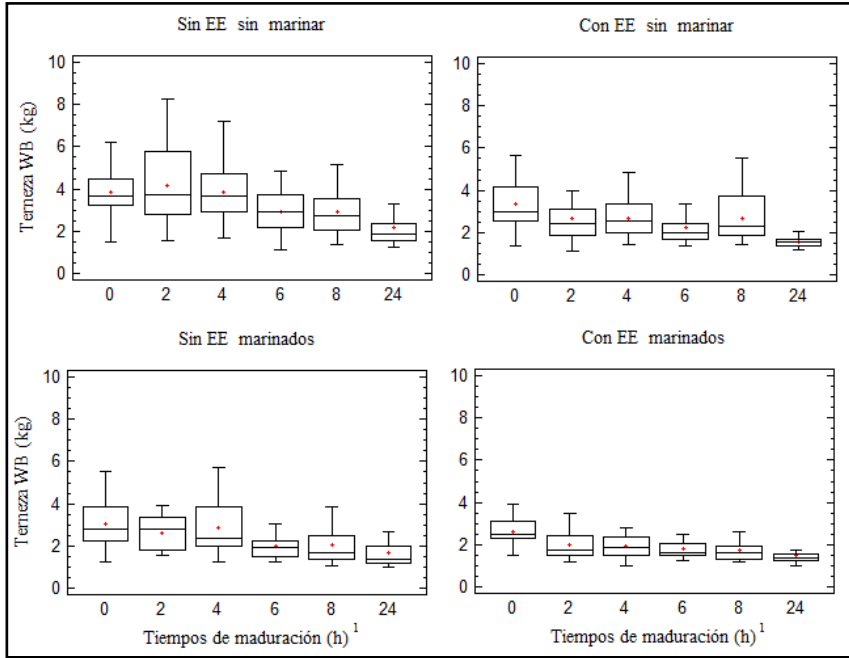 Sin EE sin marinar
Con EE sin marinar
Terneza WB (kg)
10
8
6
4
2
0
0 2 4 6 8 24
10
8
6
4
2
0
0 2 4 6 8 24
Sin EE marinados
Con EE marinados
Terneza WB (kg)
10
8
6
4
2
0
0 2 4 6 8 24
Tiempos de maduración (h) 1
10
8
6
4
2
0
0 2 4 6 8 24
Tiempos de maduración (h) 1